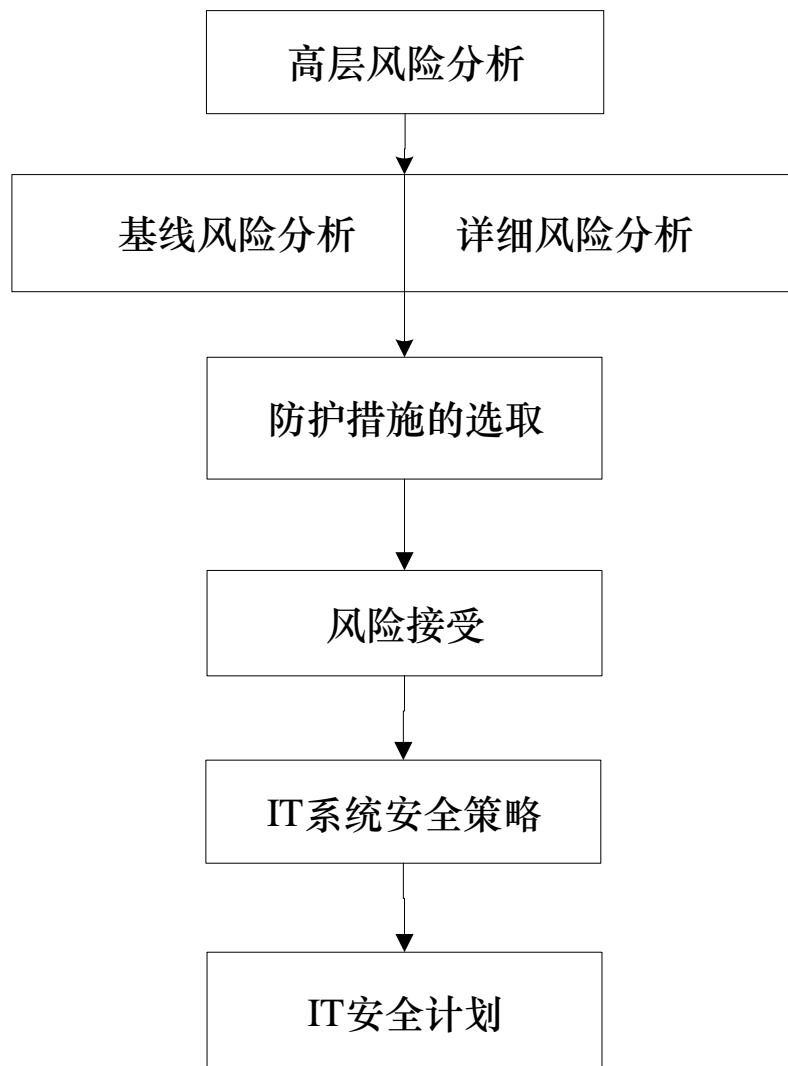 高层风险分析
基线风险分析
详细风险分析
防护措施的选取
风险接受
IT系统安全策略
IT安全计划